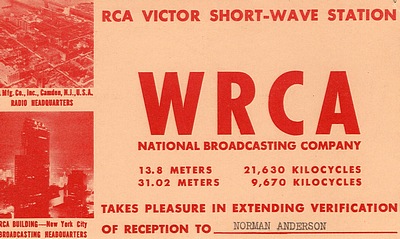 RCA VICTOR SHORT-WAVE STATION
Mfg. Co., Inc., Camden, N.J., U.S.A.
RADIO HEADQUARTERS
WRCA
NATIONAL BROADCASTING COMPANY
13.8 METERS 21,630 KILOCYCLES
31.02 METERS 9,670 KILOCYCLES
RCA BUILDING—New York City
BROADCASTING HEADQUARTERS
TAKES PLEASURE IN EXTENDING VERIFICATION
OF RECEPTION TO NORMAN ANDERSON